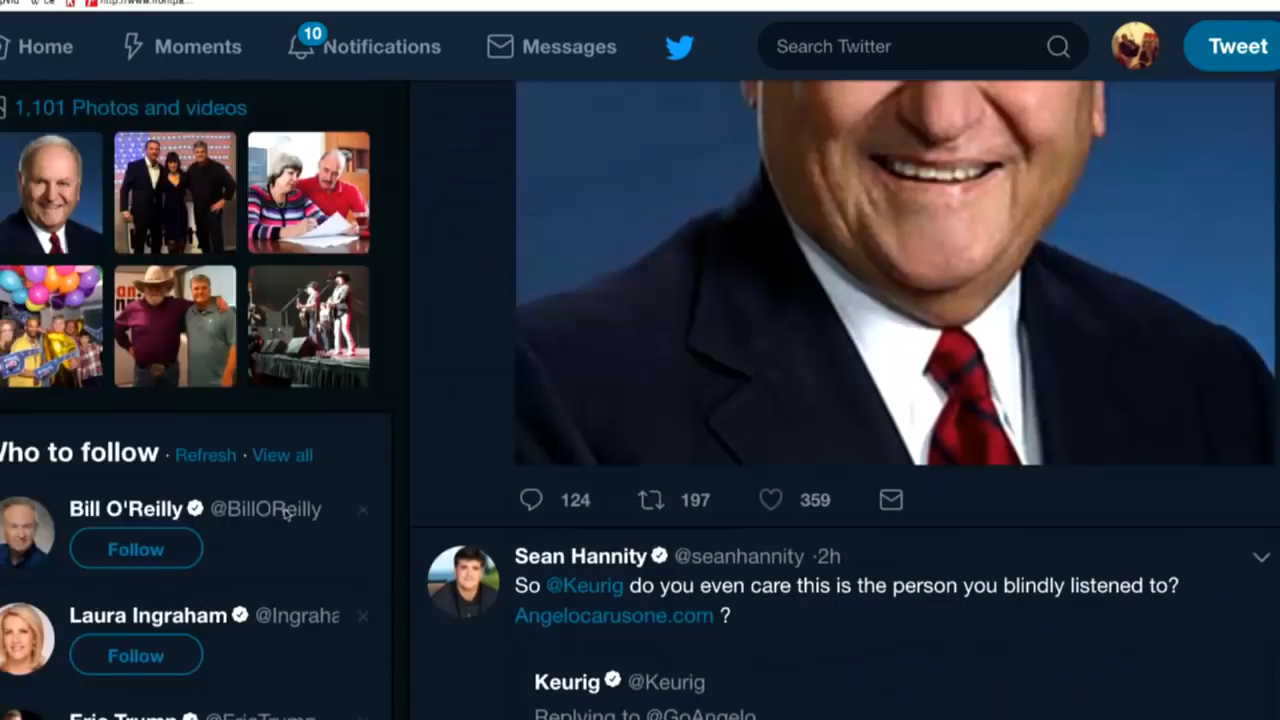 http://www.frontpa...
Home
Moments
10
Notifications
Messages
Search Twitter
Tweet
1,101 Photos and videos
Who to follow · Refresh · View all
Bill O'Reilly @BillOReilly
Follow
Laura Ingraham @Ingraha
Follow
Eric Trump @EricTrump
124
197
359
Sean Hannity @seanhannity · 2h
So @Keurig do you even care this is the person you blindly listened to?
Angelocarusone.com ?
Keurig @Keurig
Replying to @GoAngelo